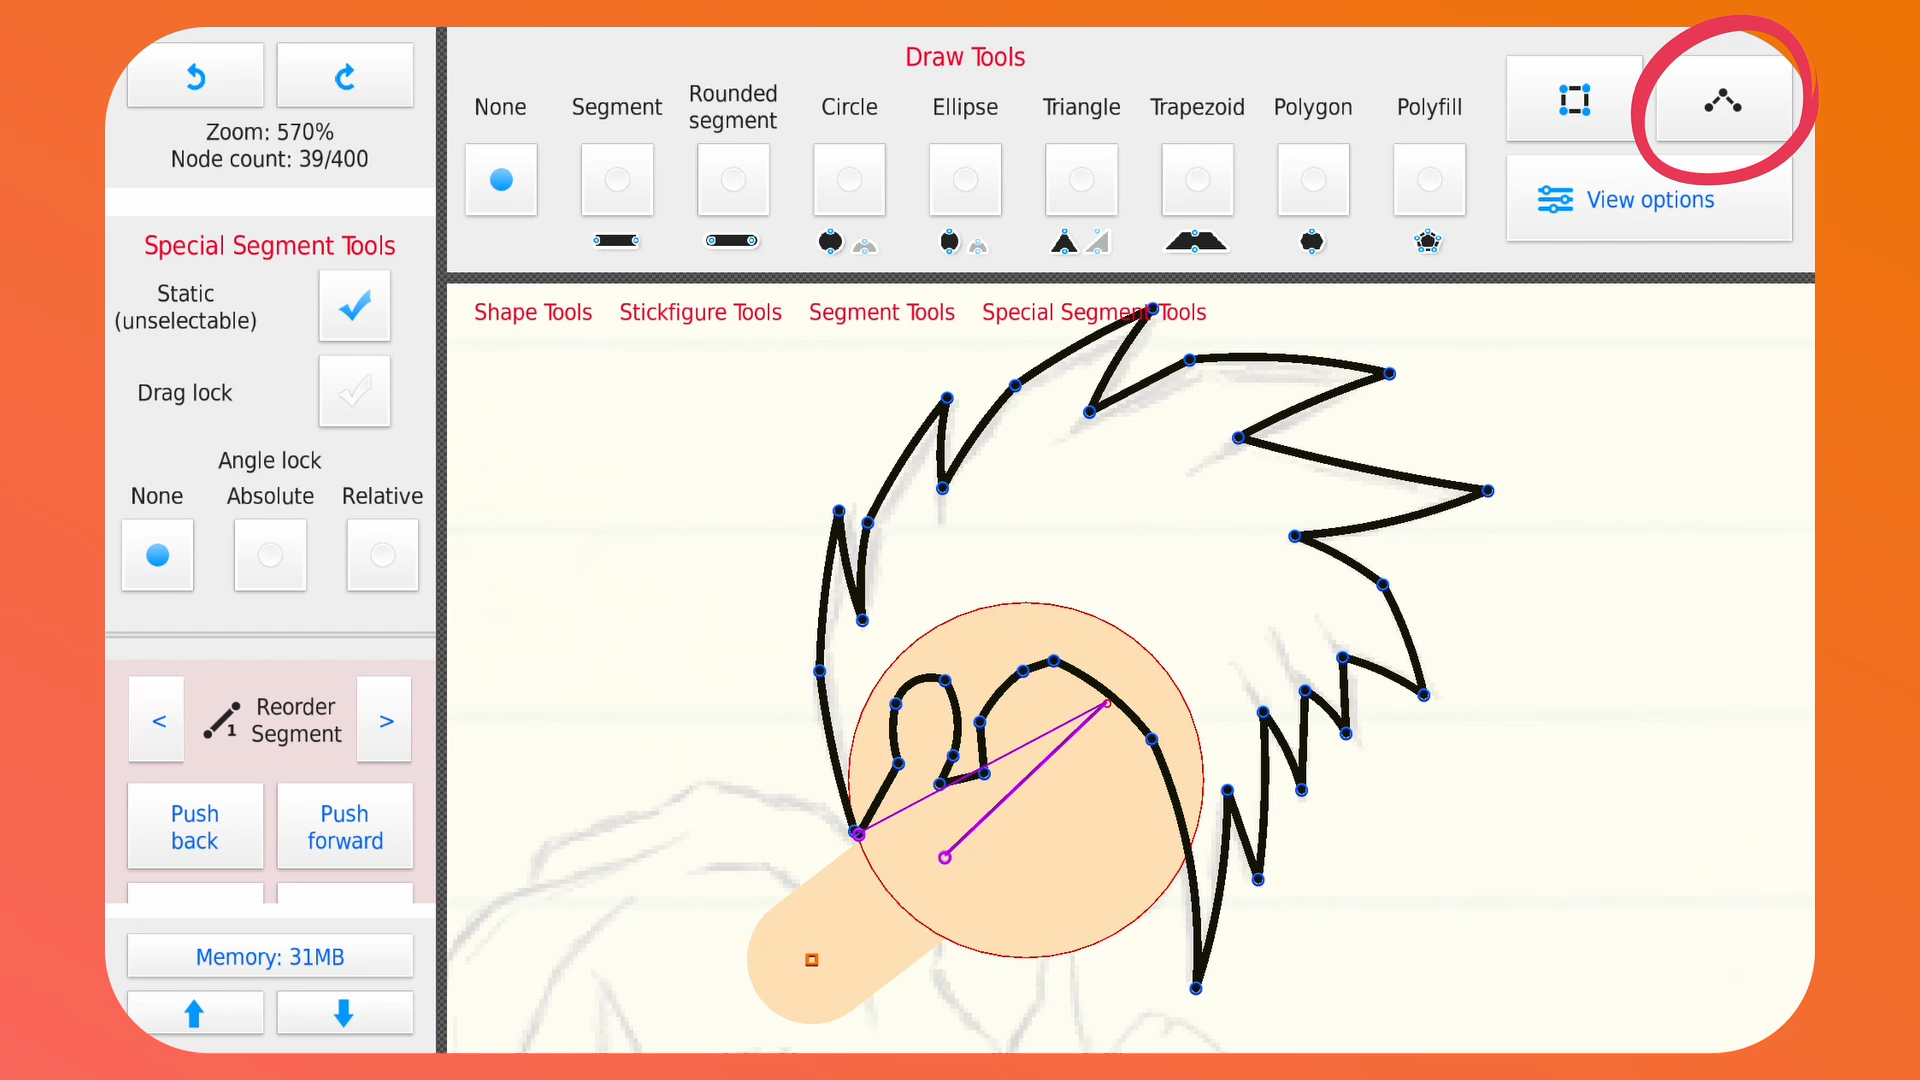 Zoom: 570%
Node count: 39/400
Special Segment Tools
Static
(unselectable)
Drag lock
Angle lock
None Absolute Relative
< Reorder >
1 Segment
Push
back
Push
forward
Memory: 31MB
Draw Tools
None Segment Rounded
segment Circle Ellipse Triangle Trapezoid Polygon Polyfill
View options
Shape Tools Stickfigure Tools Segment Tools Special Segment Tools